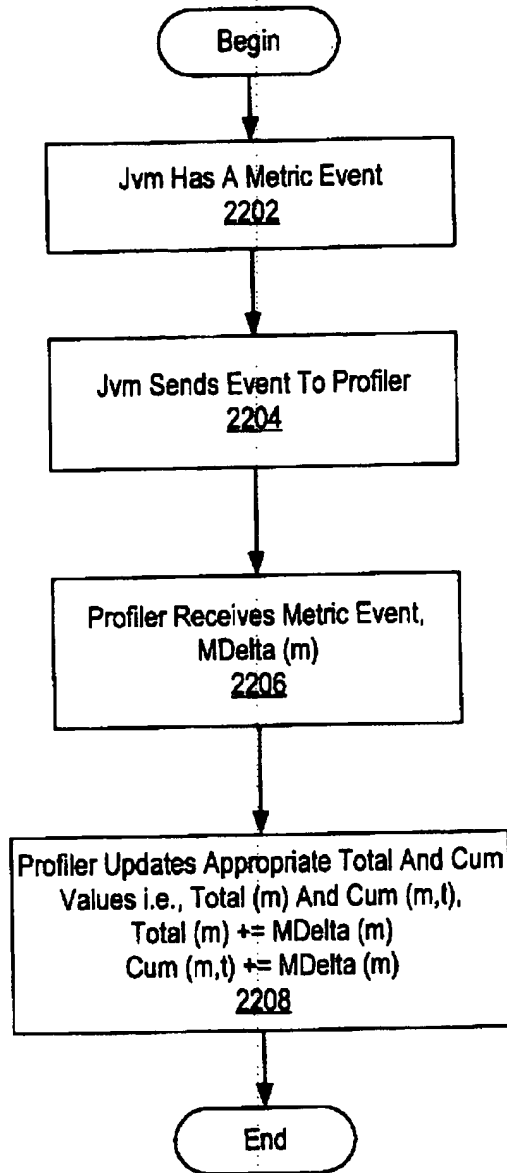 Begin
Jvm Has A Metric Event
2202
Jvm Sends Event To Profiler
2204
Profiler Receives Metric Event,
MDelta (m)
2206
Profiler Updates Appropriate Total And Cum
Values i.e., Total (m) And Cum (m,t),
Total (m) += MDelta (m)
Cum (m,t) += MDelta (m)
2208
End